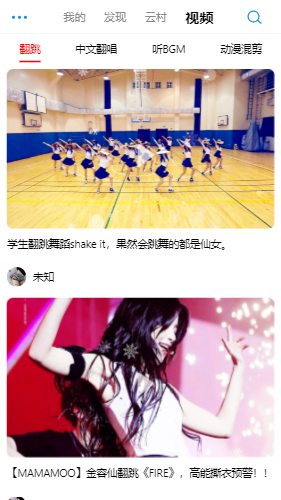 我的 发现 云村 视频
翻跳 中文翻唱 听BGM 动漫混剪
学生翻跳舞蹈shake it，果然会跳舞的都是仙女。
未知
【MAMAMOO】金容仙翻跳《FIRE》，高能撕衣预警！！